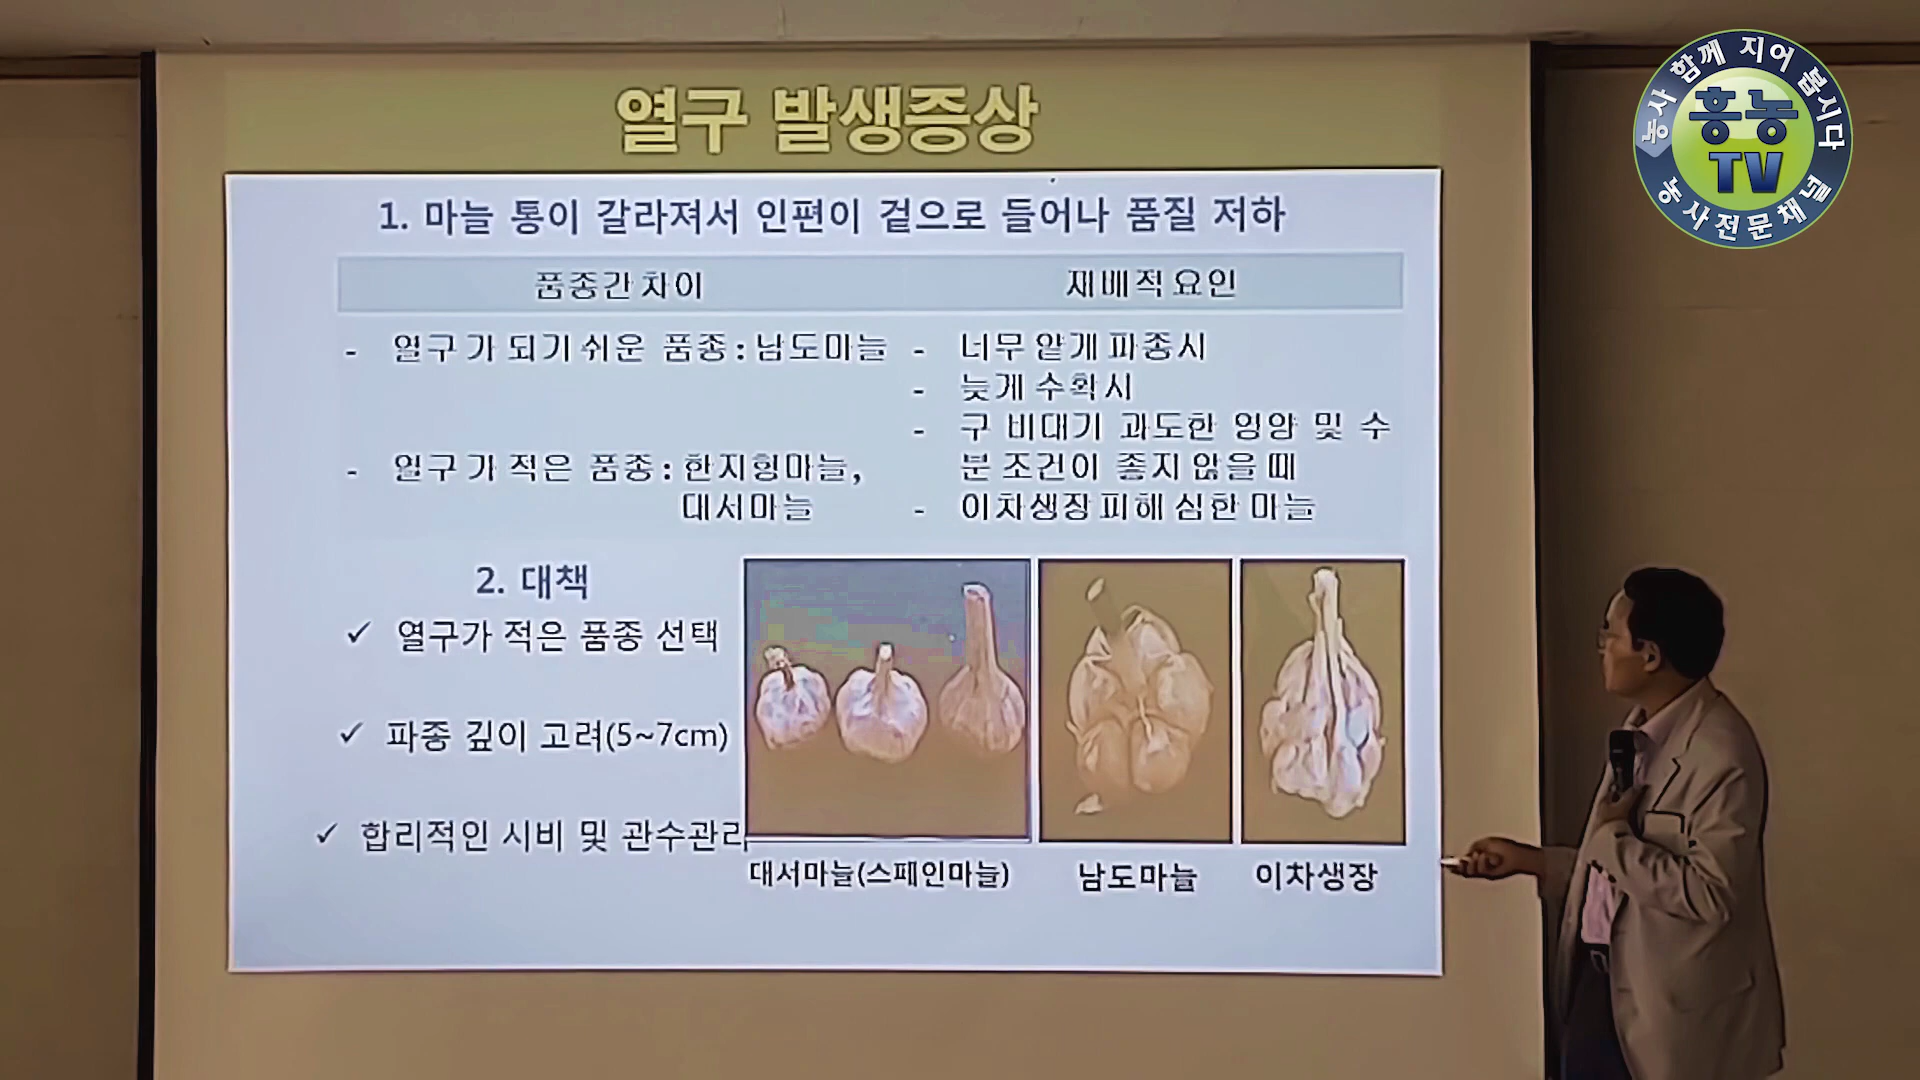 열구 발생증상
농사 함께 지어 봅시다
흥농
TV
농사전문채널
1. 마늘 통이 갈라져서 인편이 겉으로 들어나 품질 저하
품종간 차이
재배적 요인
- 열구가 되기 쉬운 품종 : 남도마늘
- 너무 얕게 파종시
- 늦게 수확시
- 구 비대기 과도한 영양 및 수
분 조건이 좋지 않을 때
- 열구가 적은 품종 : 한지형마늘,
대서마늘
- 이차생장 피해 심한 마늘
2. 대책
✓ 열구가 적은 품종 선택
✓ 파종 깊이 고려(5~7cm)
✓ 합리적인 시비 및 관수관리
대서마늘(스페인마늘)
남도마늘
이차생장